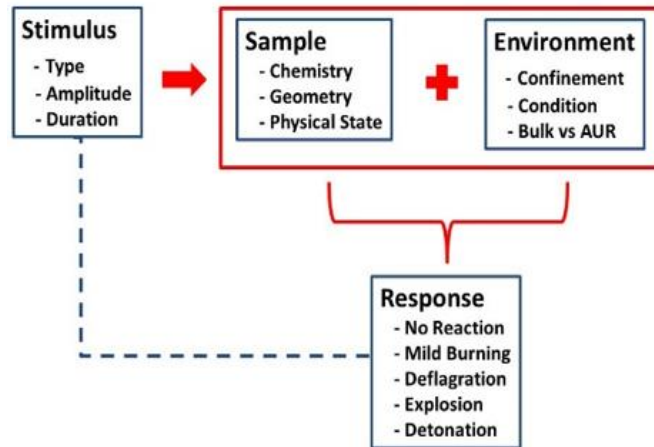 Stimulus
- Type
- Amplitude
- Duration
Sample
- Chemistry
- Geometry
- Physical State
Environment
- Confinement
- Condition
- Bulk vs AUR
Response
- No Reaction
- Mild Burning
- Deflagration
- Explosion
- Detonation